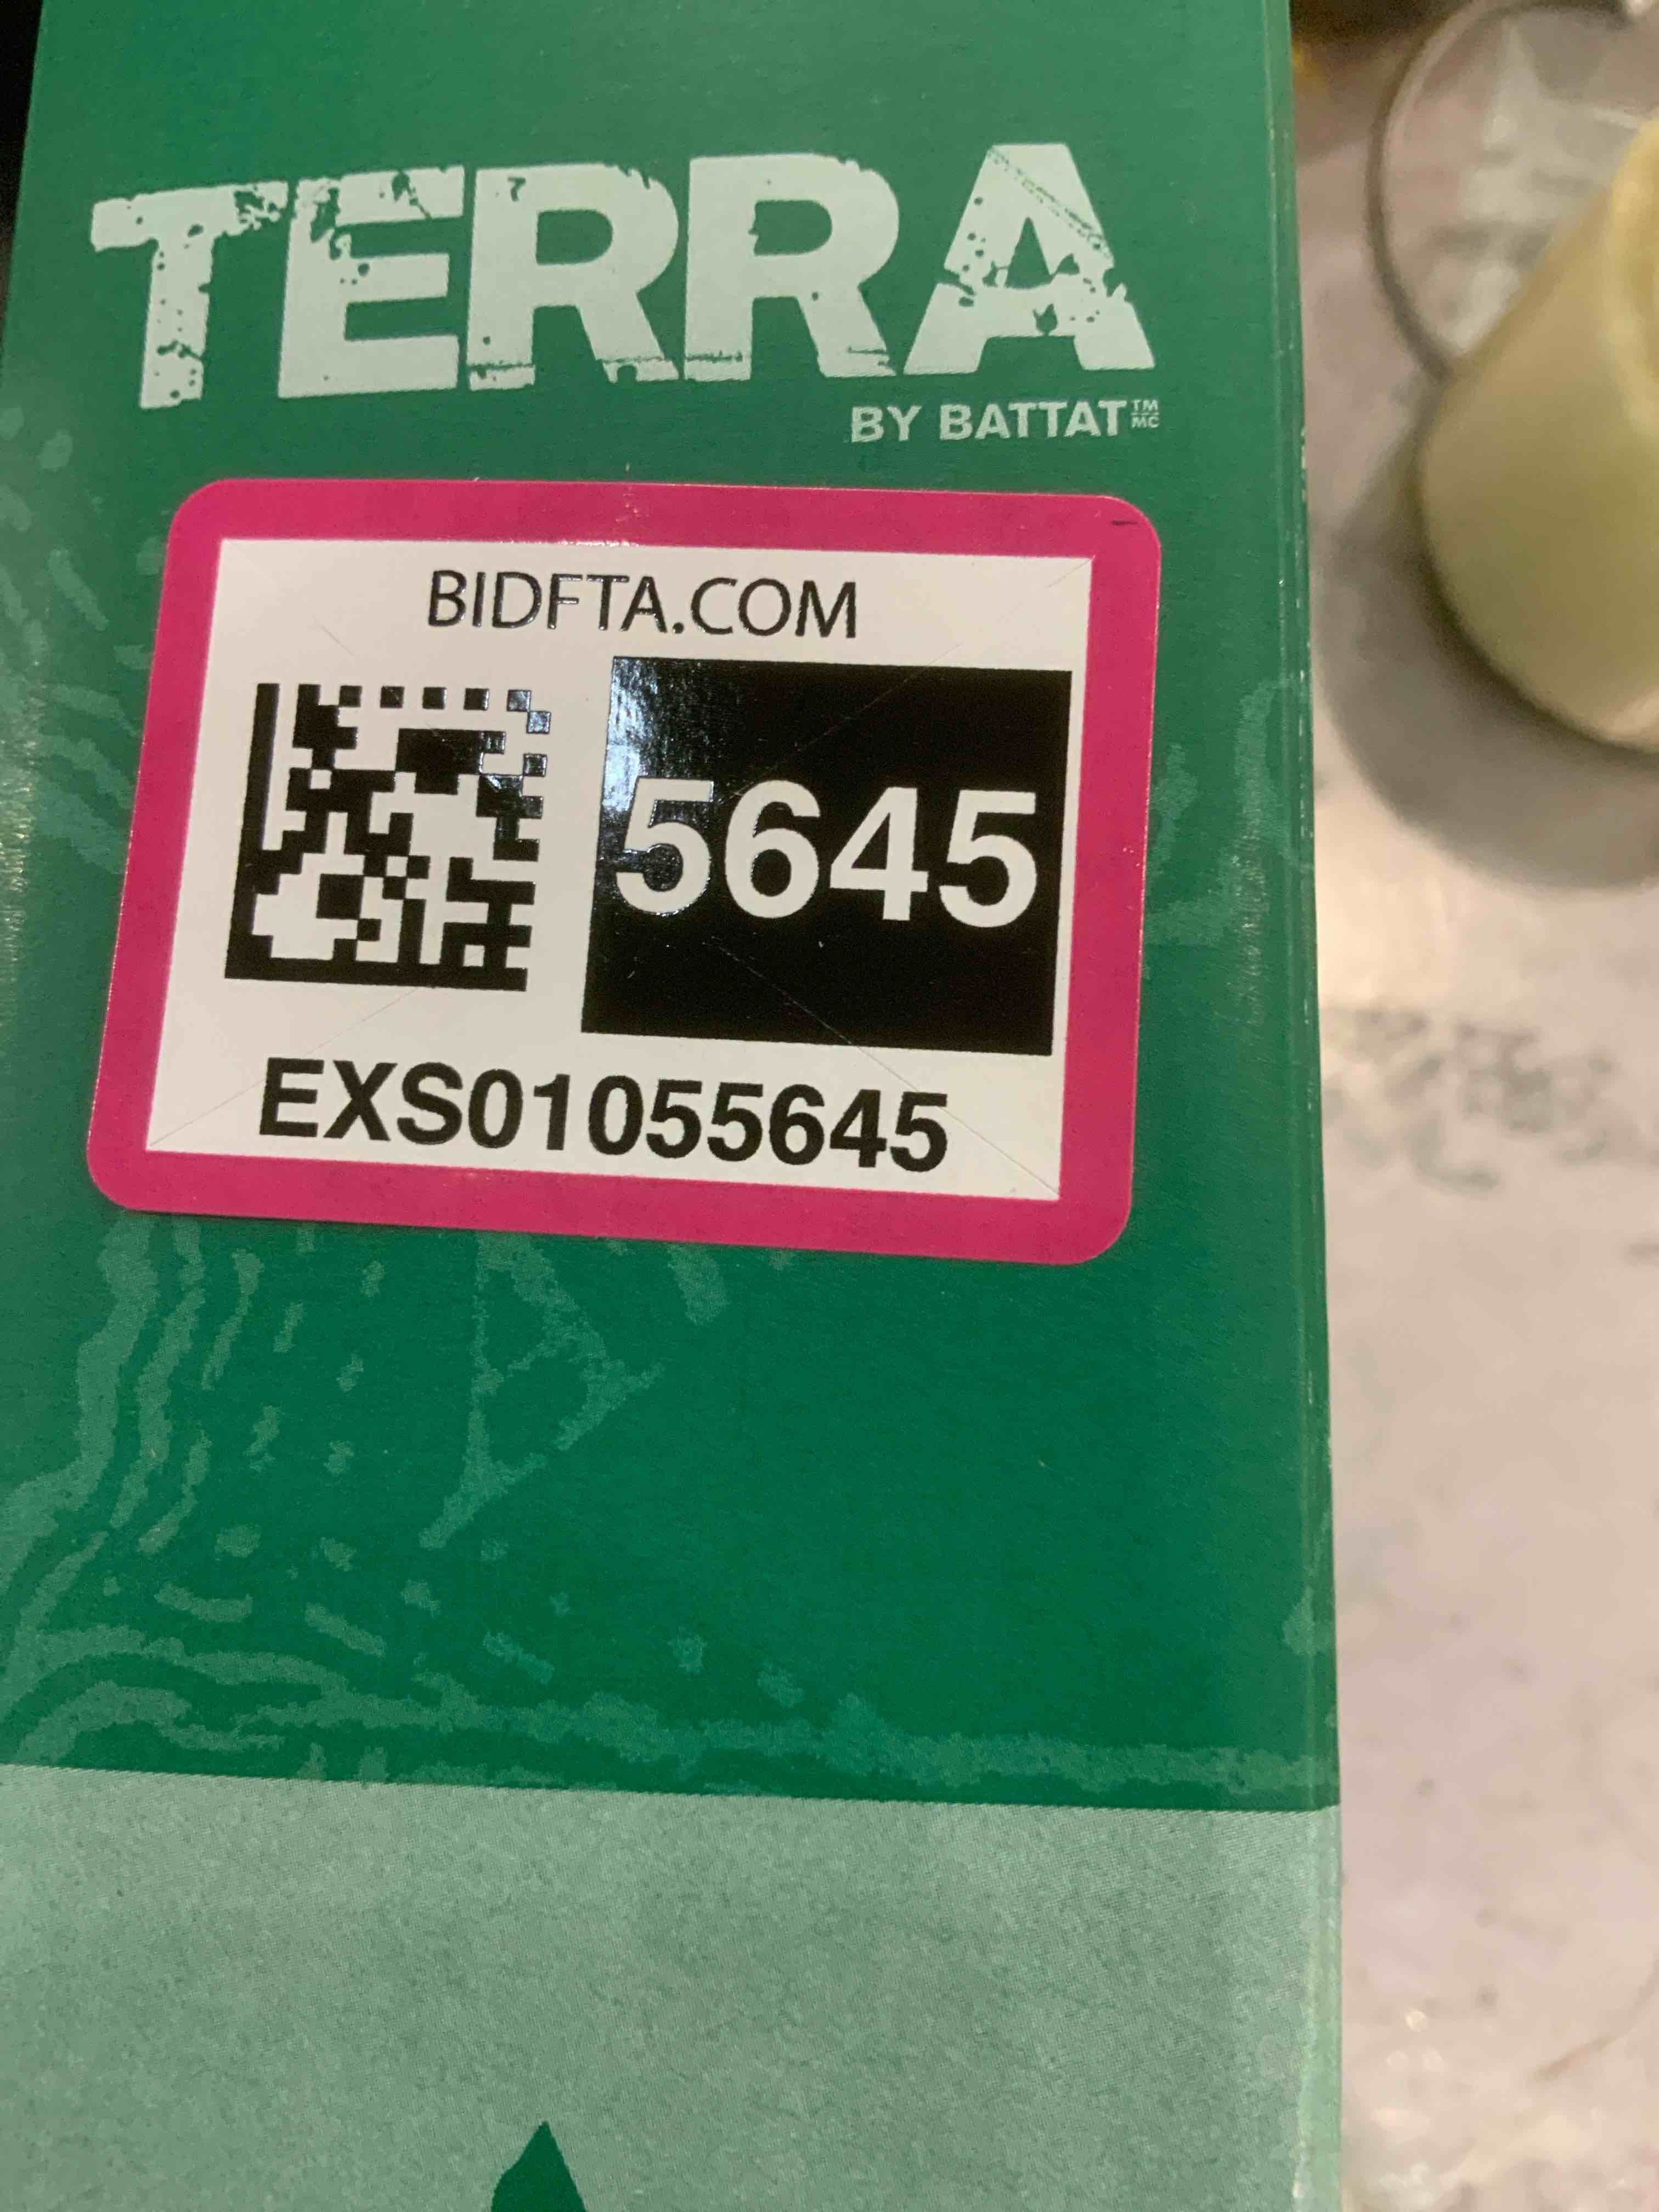 TERRA
BY BATTAT™ MC
BIDFTA.COM
5645
EXS01055645